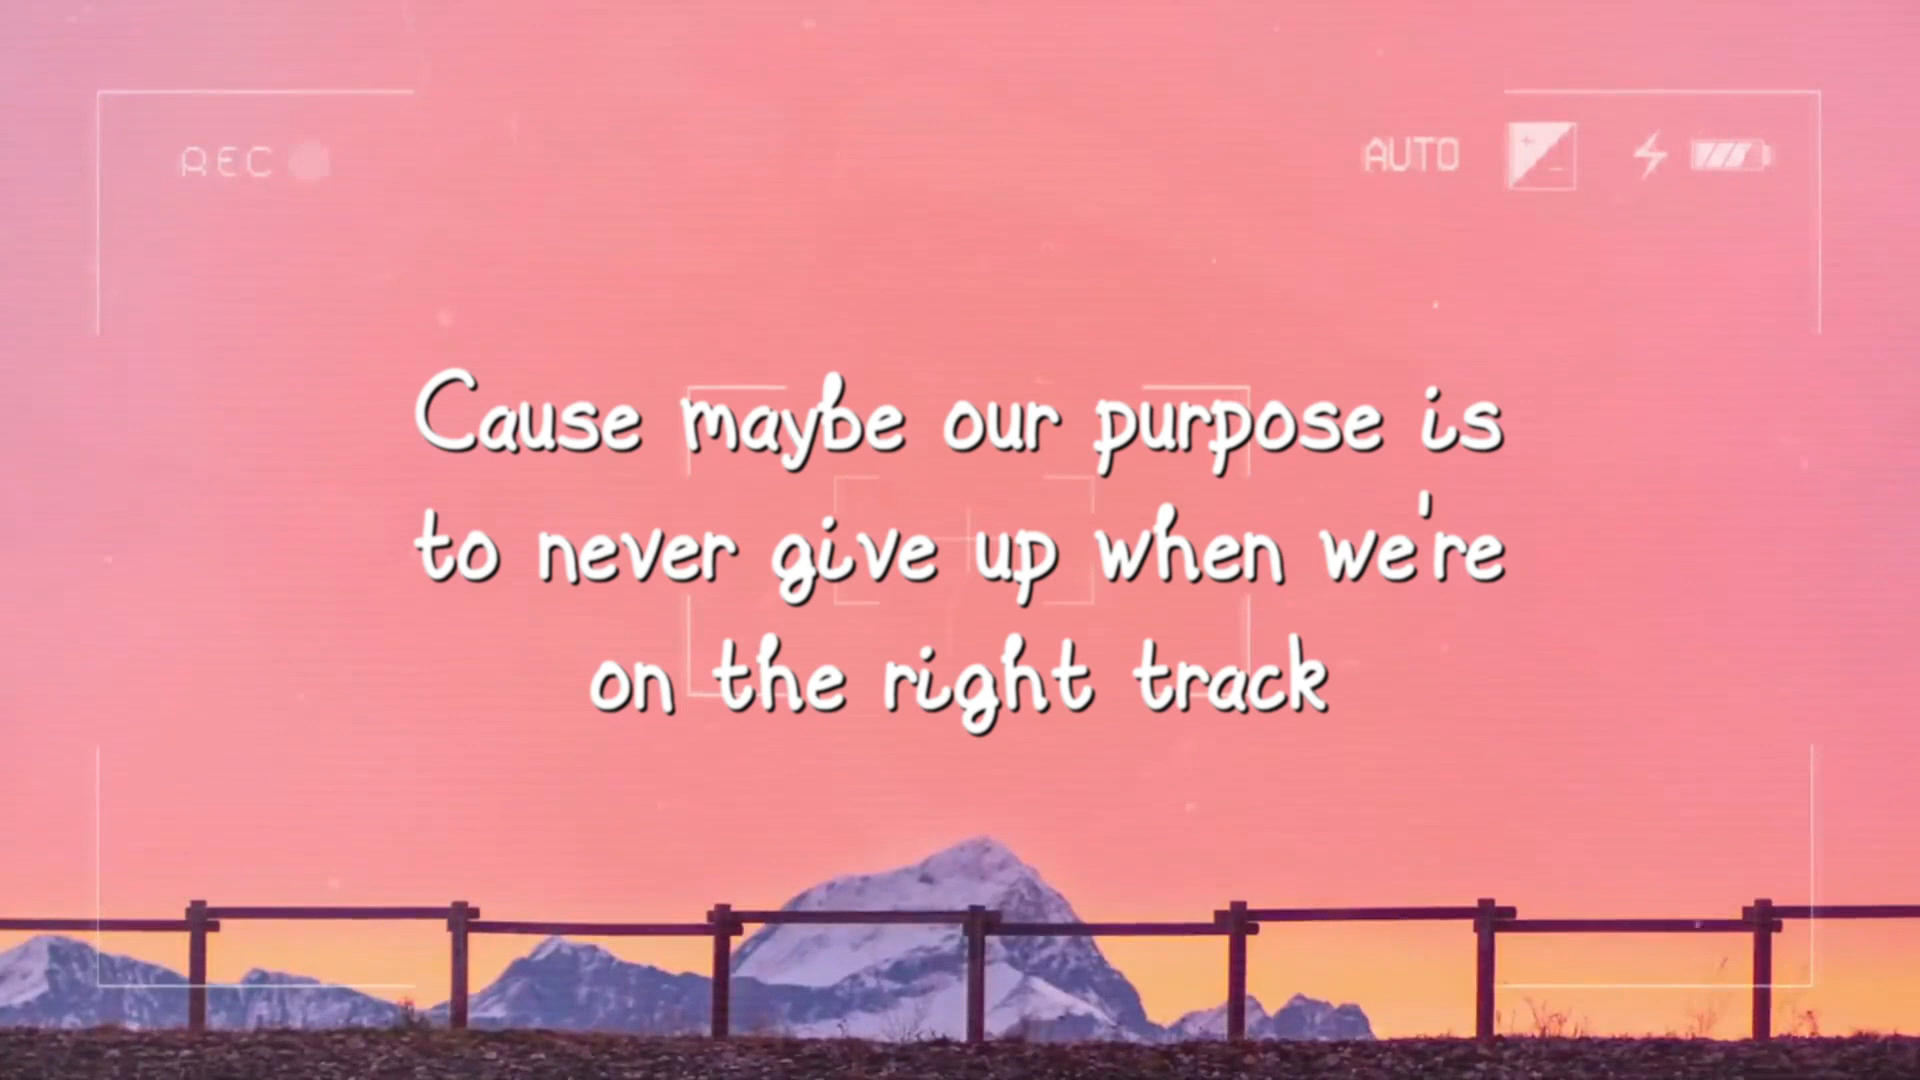 REC
AUTO
Cause maybe our purpose is
to never give up when we're
on the right track